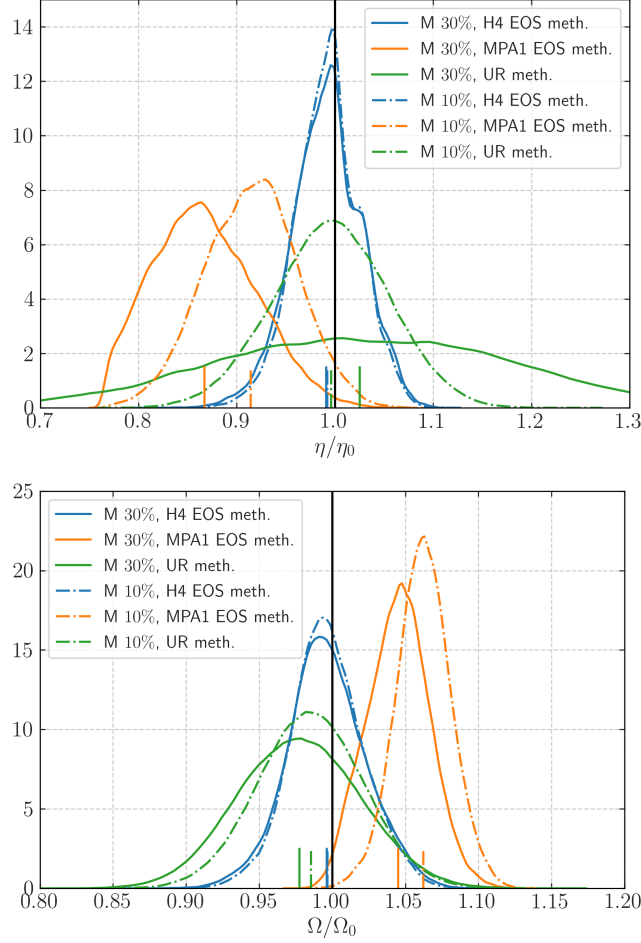 14
12
10
8
6
4
2
0
M 30%, H4 EOS meth.
M 30%, MPA1 EOS meth.
M 30%, UR meth.
M 10%, H4 EOS meth.
M 10%, MPA1 EOS meth.
M 10%, UR meth.
0.7 0.8 0.9 1.0 1.1 1.2 1.3
η/η₀
25
20
15
10
5
0
M 30%, H4 EOS meth.
M 30%, MPA1 EOS meth.
M 30%, UR meth.
M 10%, H4 EOS meth.
M 10%, MPA1 EOS meth.
M 10%, UR meth.
0.80 0.85 0.90 0.95 1.00 1.05 1.10 1.15 1.20
Ω/Ω₀